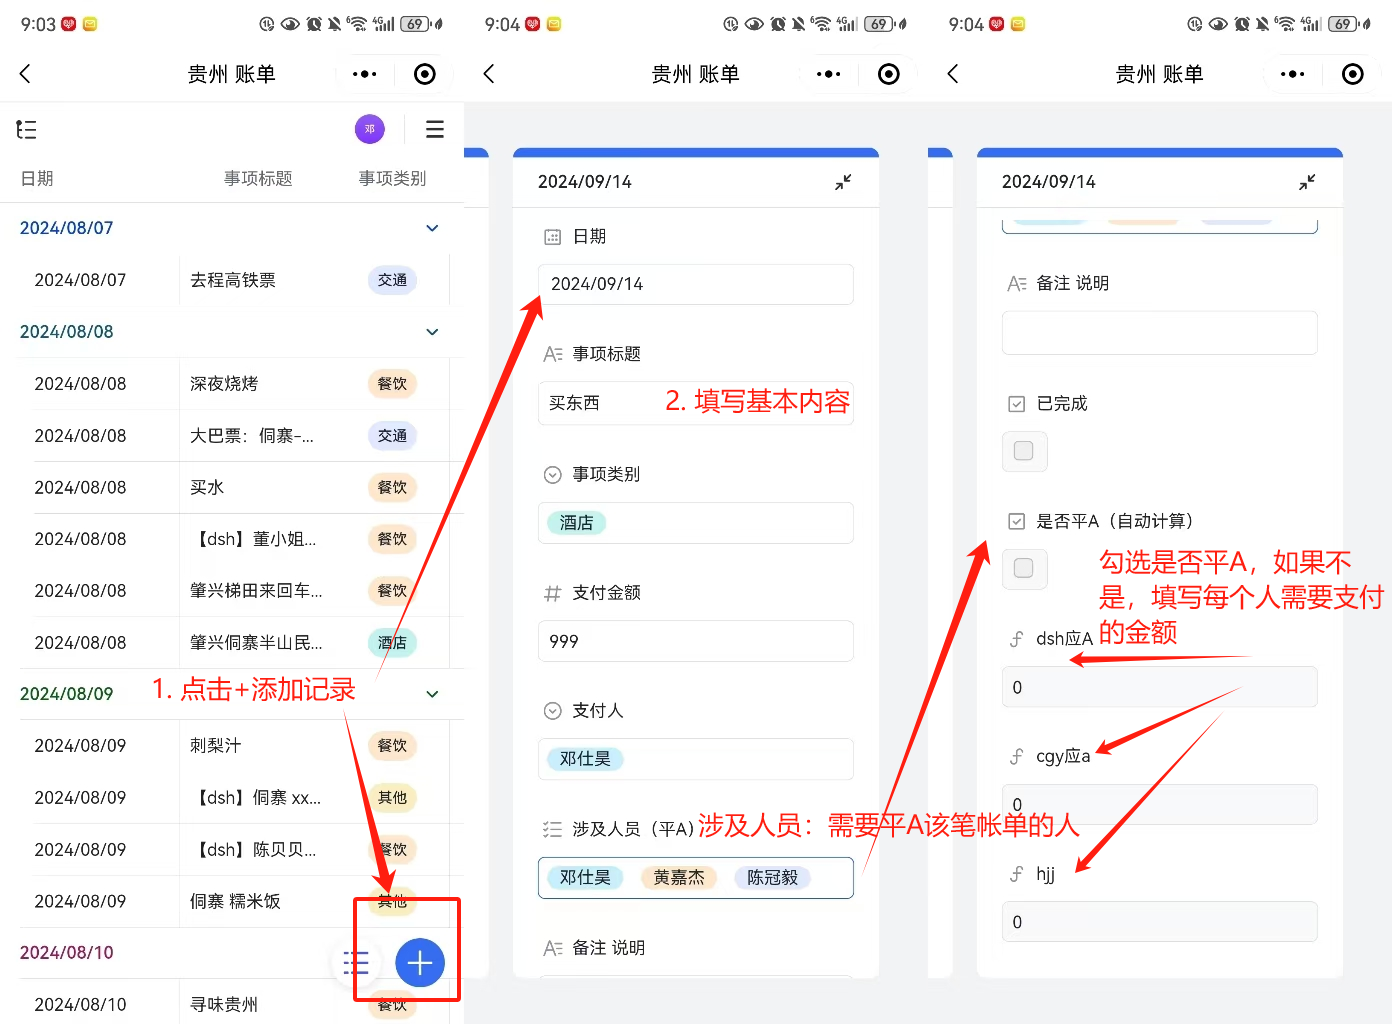 9:03
69
贵州 账单
邓
日期 事项标题 事项类别
2024/08/07
2024/08/07 去程高铁票 交通
2024/08/08
2024/08/08 深夜烧烤 餐饮
2024/08/08 大巴票：侗寨-... 交通
2024/08/08 买水 餐饮
2024/08/08 【dsh】董小姐... 餐饮
2024/08/08 肇兴梯田来回车... 餐饮
2024/08/08 肇兴侗寨半山民... 酒店
2024/08/09
1. 点击+添加记录
2024/08/09 刺梨汁 餐饮
2024/08/09 【dsh】侗寨 xx... 其他
2024/08/09 【dsh】陈贝贝... 餐饮
2024/08/09 侗寨 糯米饭 其他
2024/08/10
2024/08/10 寻味贵州 餐饮
9:04
69
贵州 账单
2024/09/14
日期
2024/09/14
事项标题
买东西
2. 填写基本内容
事项类别
酒店
支付金额
999
支付人
邓仕昊
涉及人员（平A）
涉及人员：需要平A该笔帐单的人
邓仕昊 黄嘉杰 陈冠毅
备注 说明
9:04
69
贵州 账单
2024/09/14
备注 说明
已完成
是否平A（自动计算）
勾选是否平A，如果不
是，填写每个人需要支付
的金额
dsh应A
0
cgy应a
0
hjj
0